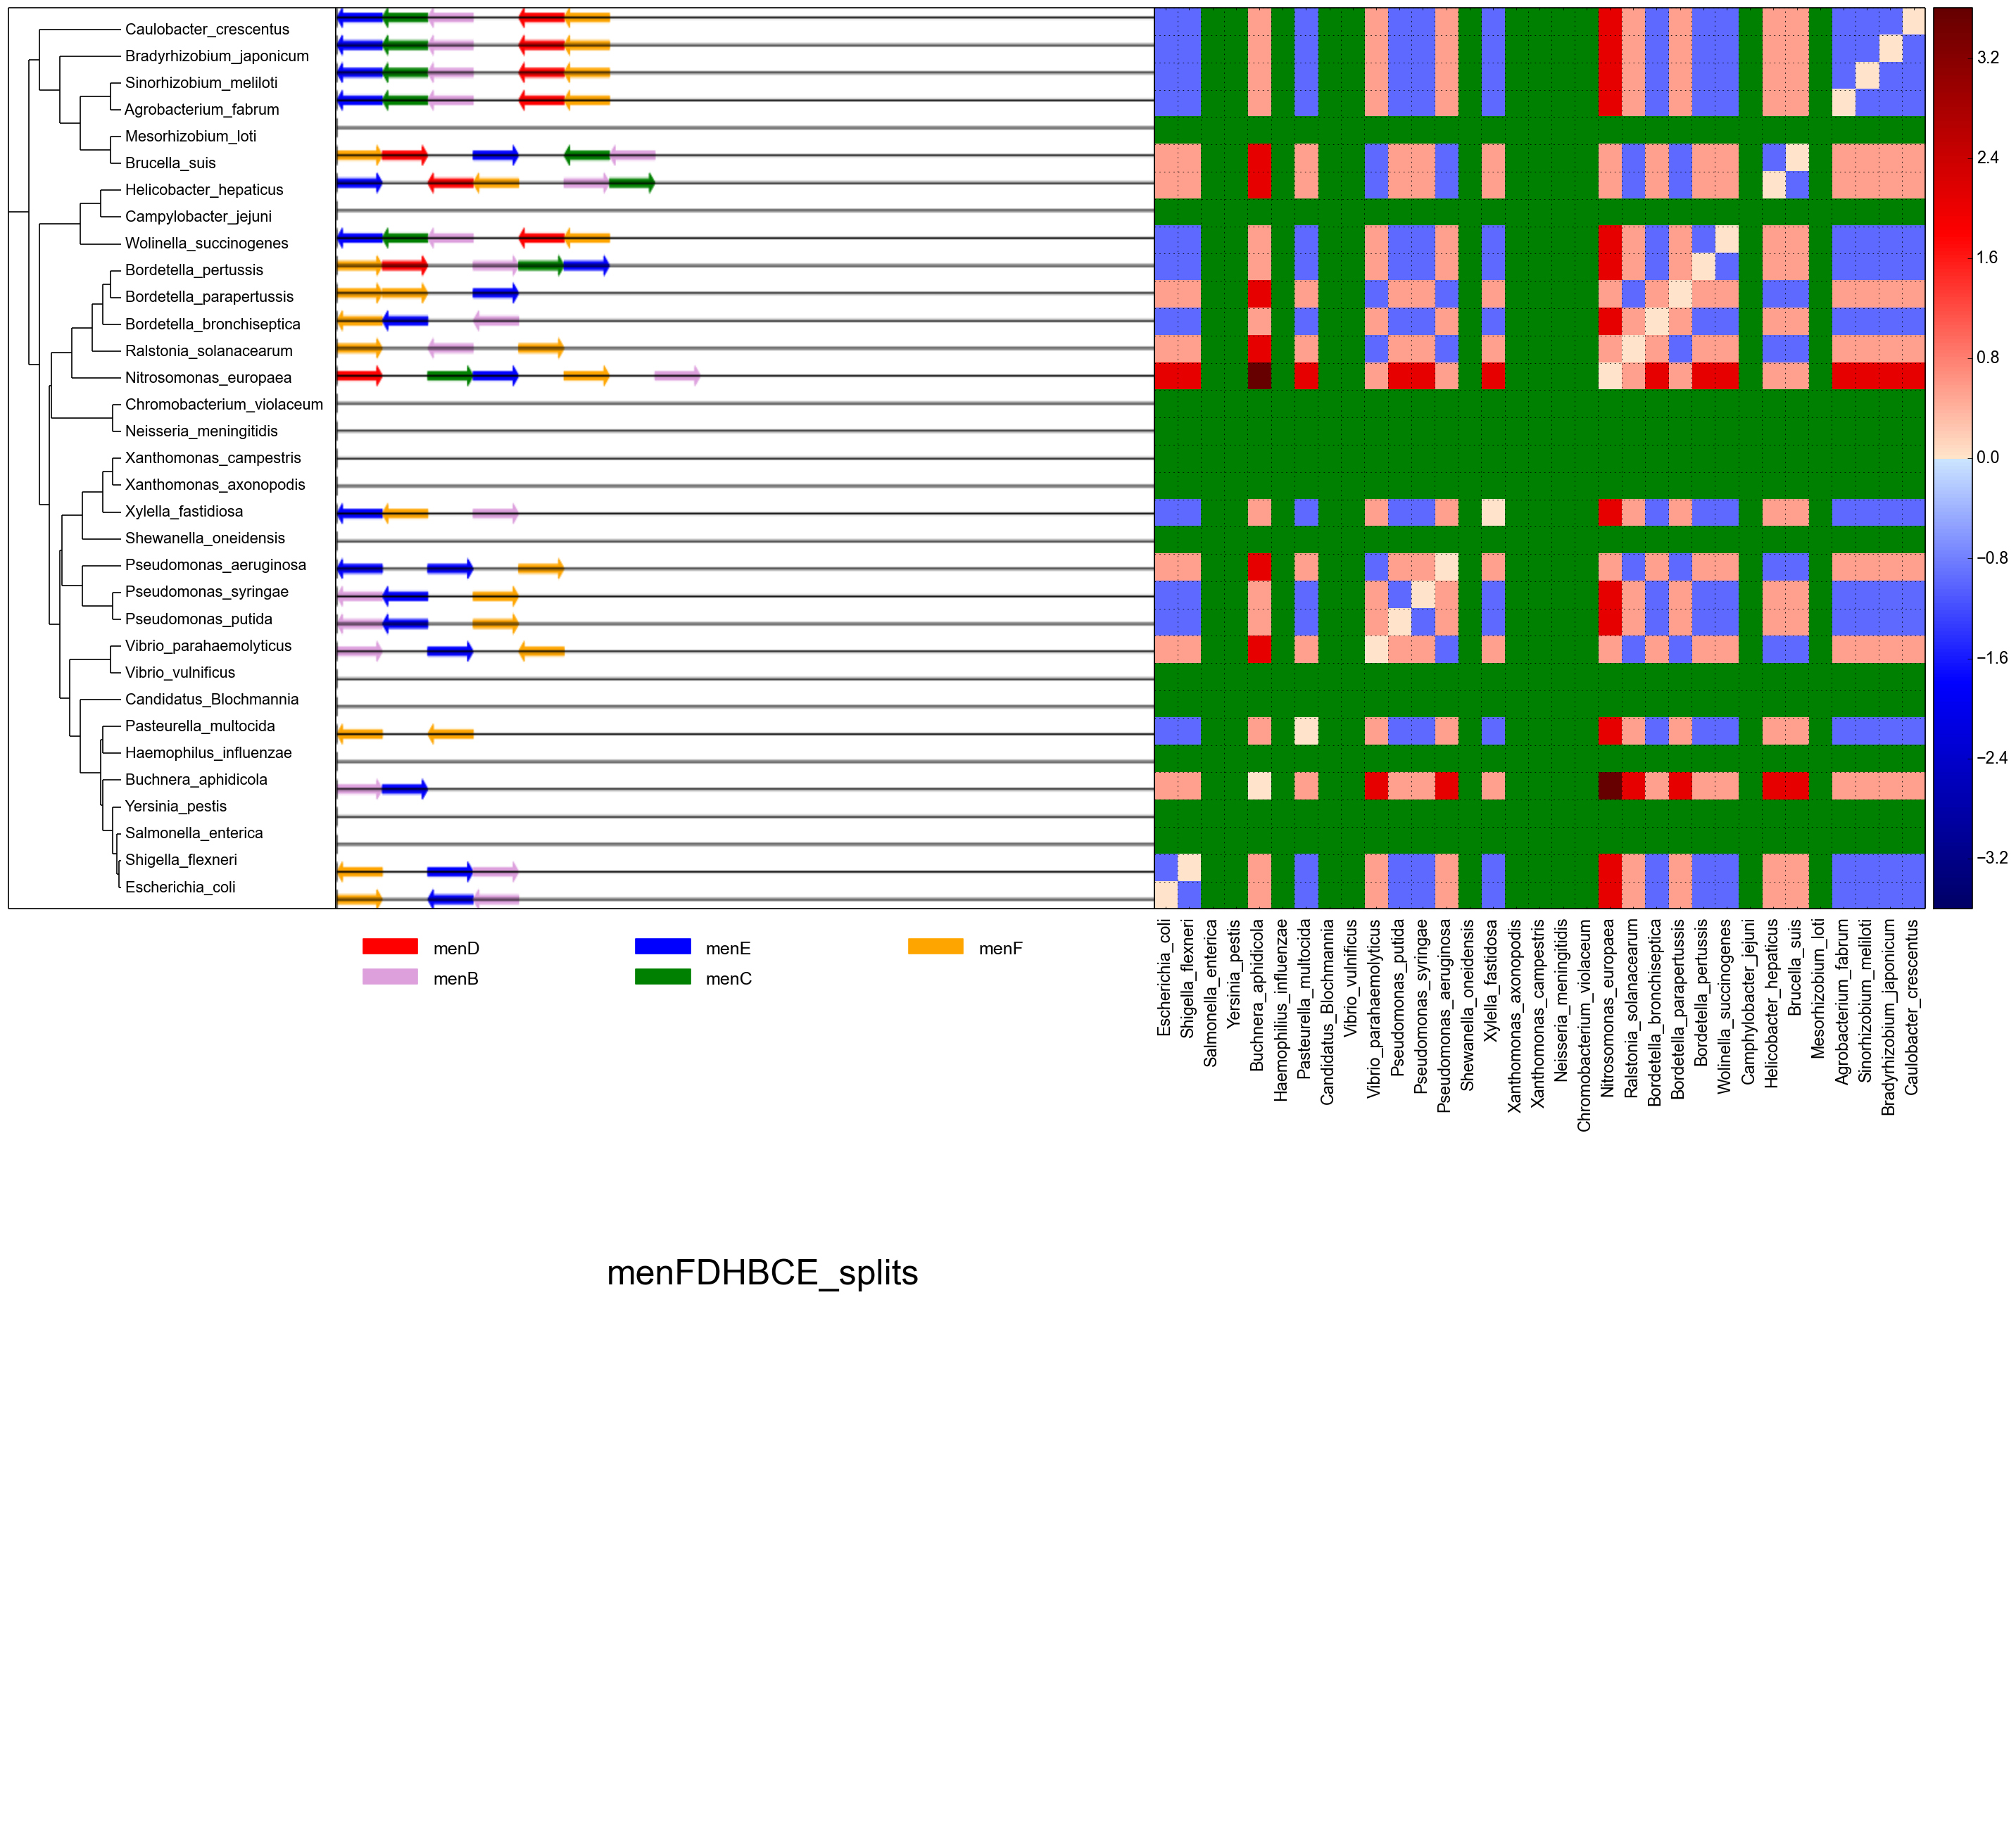 Caulobacter_crescentus
Bradyrhizobium_japonicum
Sinorhizobium_meliloti
Agrobacterium_fabrum
Mesorhizobium_loti
Brucella_suis
Helicobacter_hepaticus
Campylobacter_jejuni
Wolinella_succinogenes
Bordetella_pertussis
Bordetella_parapertussis
Bordetella_bronchiseptica
Ralstonia_solanacearum
Nitrosomonas_europaea
Chromobacterium_violaceum
Neisseria_meningitidis
Xanthomonas_campestris
Xanthomonas_axonopodis
Xylella_fastidiosa
Shewanella_oneidensis
Pseudomonas_aeruginosa
Pseudomonas_syringae
Pseudomonas_putida
Vibrio_parahaemolyticus
Vibrio_vulnificus
Candidatus_Blochmannia
Pasteurella_multocida
Haemophilus_influenzae
Buchnera_aphidicola
Yersinia_pestis
Salmonella_enterica
Shigella_flexneri
Escherichia_coli
3.2
2.4
1.6
0.8
0.0
−0.8
−1.6
−2.4
−3.2
menD
menE
menF
menB
menC
Escherichia_coli
Shigella_flexneri
Salmonella_enterica
Yersinia_pestis
Buchnera_aphidicola
Haemophilus_influenzae
Pasteurella_multocida
Candidatus_Blochmannia
Vibrio_vulnificus
Vibrio_parahaemolyticus
Pseudomonas_putida
Pseudomonas_syringae
Pseudomonas_aeruginosa
Shewanella_oneidensis
Xylella_fastidiosa
Xanthomonas_axonopodis
Xanthomonas_campestris
Neisseria_meningitidis
Chromobacterium_violaceum
Nitrosomonas_europaea
Ralstonia_solanacearum
Bordetella_bronchiseptica
Bordetella_parapertussis
Bordetella_pertussis
Wolinella_succinogenes
Camphylobacter_jejuni
Helicobacter_hepaticus
Brucella_suis
Mesorhizobium_loti
Agrobacterium_fabrum
Sinorhizobium_meliloti
Bradyrhizobium_japonicum
Caulobacter_crescentus
menFDHBCE_splits